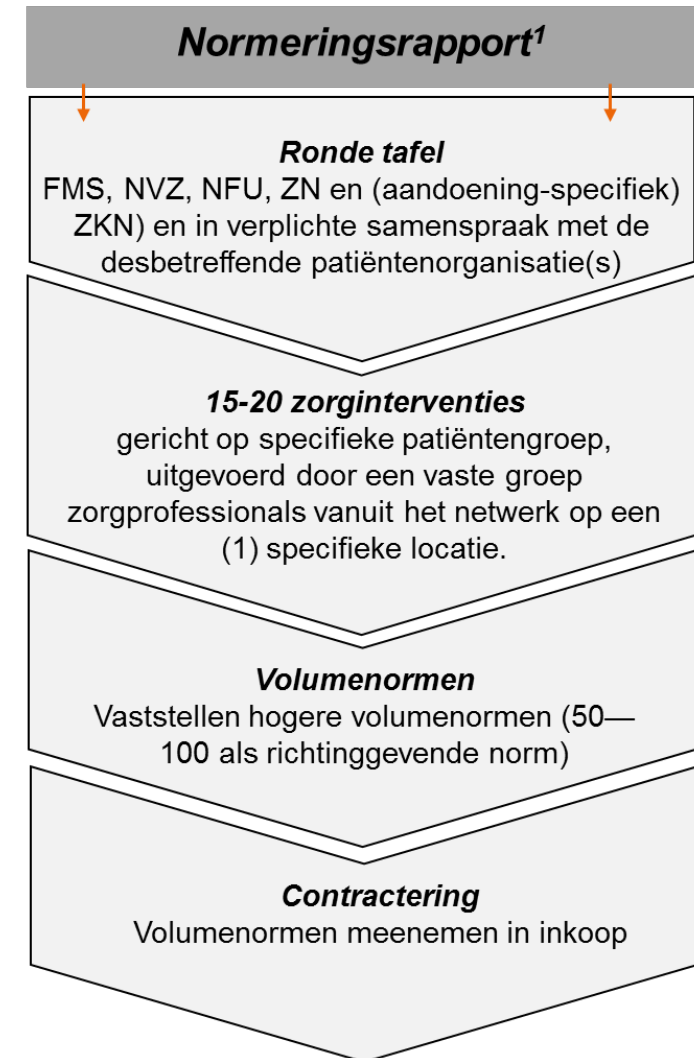 Normeringsrapport¹
Ronde tafel
FMS, NVZ, NFU, ZN en (aandoening-specifiek)
ZKN) en in verplichte samenspraak met de
desbetreffende patiëntenorganisatie(s)
15-20 zorginterventies
gericht op specifieke patiëntengroep,
uitgevoerd door een vaste groep
zorgprofessionals vanuit het netwerk op een
(1) specifieke locatie.
Volumenormen
Vaststellen hogere volumenormen (50—
100 als richtinggevende norm)
Contractering
Volumenormen meenemen in inkoop